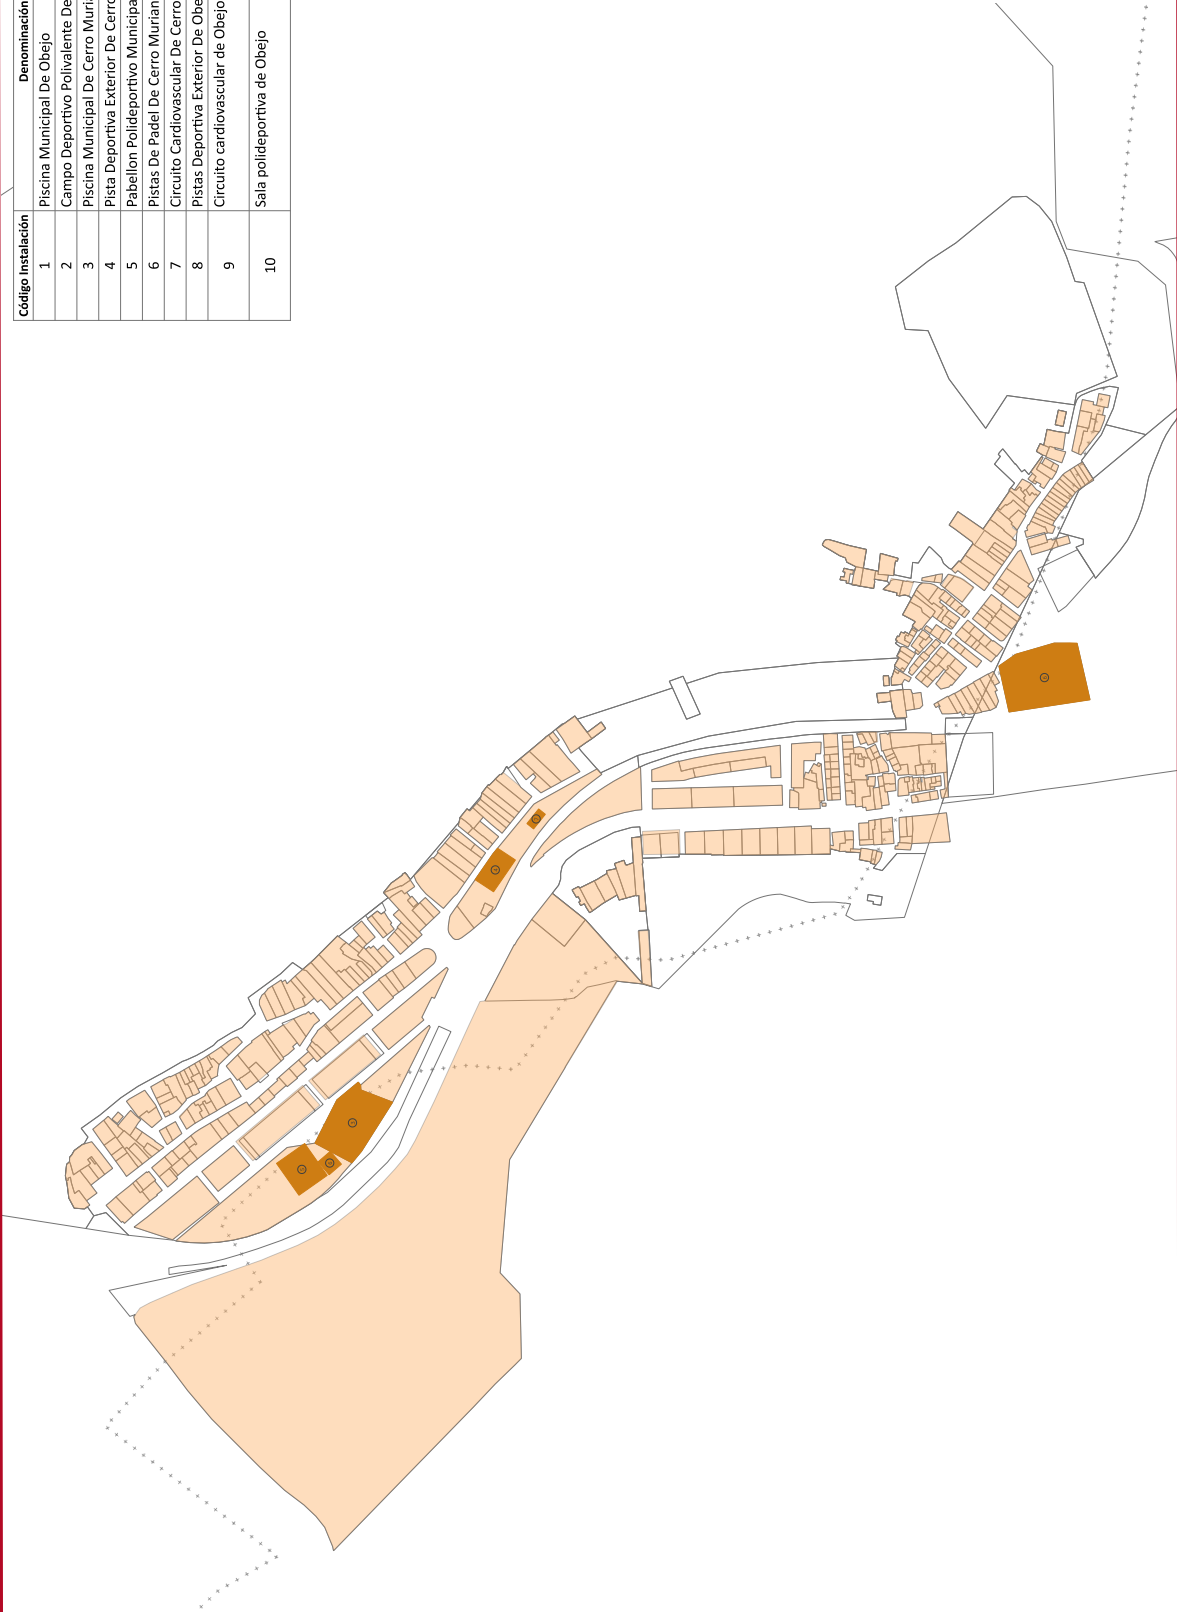 Código Instalación Denominación
1 Piscina Municipal De Obejo
2 Campo Deportivo Polivalente De
3 Piscina Municipal De Cerro Muri
4 Pista Deportiva Exterior De Cerro
5 Pabellon Polideportivo Municipa
6 Pistas De Padel De Cerro Murian
7 Circuito Cardiovascular De Cerro
8 Pistas Deportiva Exterior De Obe
9 Circuito cardiovascular de Obejo
10 Sala polideportiva de Obejo